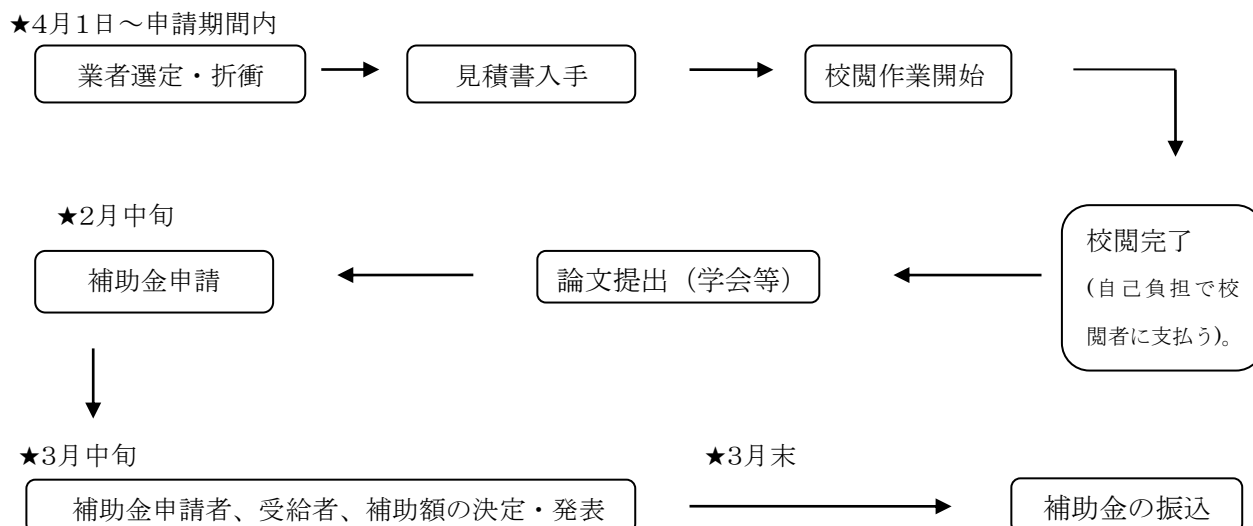 ★4月1日～申請期間内
業者選定・折衝
見積書入手
校閲作業開始
校閲完了
(自己負担で校
閲者に支払う)。
論文提出（学会等）
★2月中旬
補助金申請
★3月中旬
補助金申請者、受給者、補助額の決定・発表
★3月末
補助金の振込